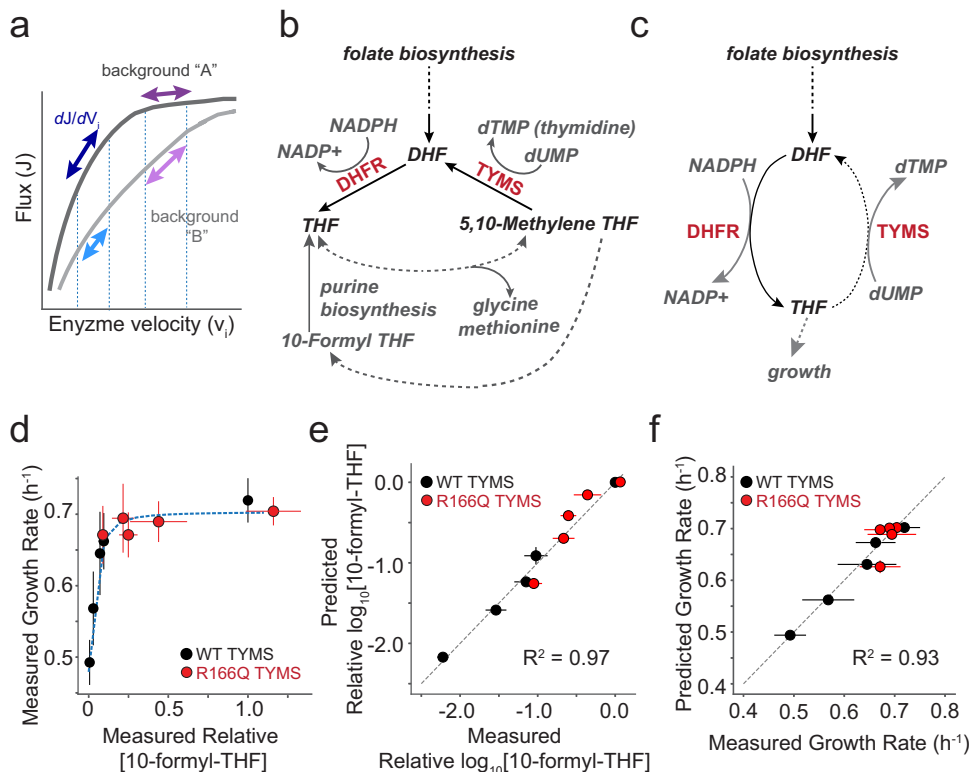 a
background "A"
dJ/dVi
background
"B"
Flux (J)
Enyzme velocity (vi)
b
folate biosynthesis
NADPH
NADP+
DHFR
DHF
dTMP (thymidine)
dUMP
TYMS
THF
5,10-Methylene THF
purine
biosynthesis
glycine
methionine
10-Formyl THF
c
folate biosynthesis
DHF
NADPH
dTMP
DHFR
TYMS
NADP+
dUMP
THF
growth
d
Measured Growth Rate (h-1)
0.7
0.6
0.5
WT TYMS
R166Q TYMS
0
0.5
1.0
Measured Relative
[10-formyl-THF]
e
Predicted
Relative log10[10-formyl-THF]
WT TYMS
R166Q TYMS
0.0
-1.0
-2.0
R2 = 0.97
-2.0
-1.0
0.0
Measured
Relative log10[10-formyl-THF]
f
Predicted Growth Rate (h-1)
WT TYMS
R166Q TYMS
0.8
0.7
0.6
0.5
0.4
R2 = 0.93
0.4
0.5
0.6
0.7
0.8
Measured Growth Rate (h-1)